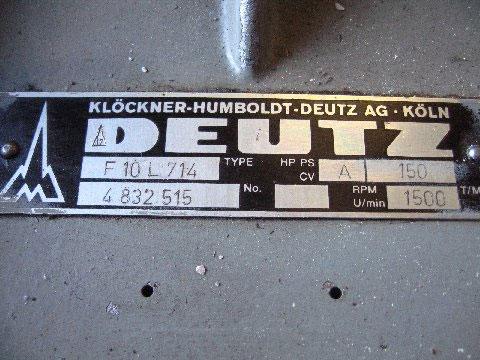 KLÖCKNER-HUMBOLDT-DEUTZ AG · KÖLN
DEUTZ
F 10 L 714 TYPE HP PS CV A 150
4 832 515 No. RPM U/min 1500 T/M